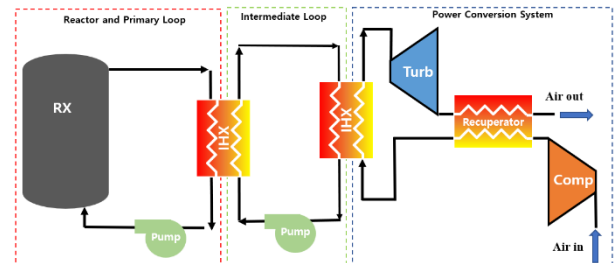 Reactor and Primary Loop
Intermediate Loop
Power Conversion System
RX
IHX
Pump
IHX
Pump
Turb
Air out
Recuperator
Comp
Air in